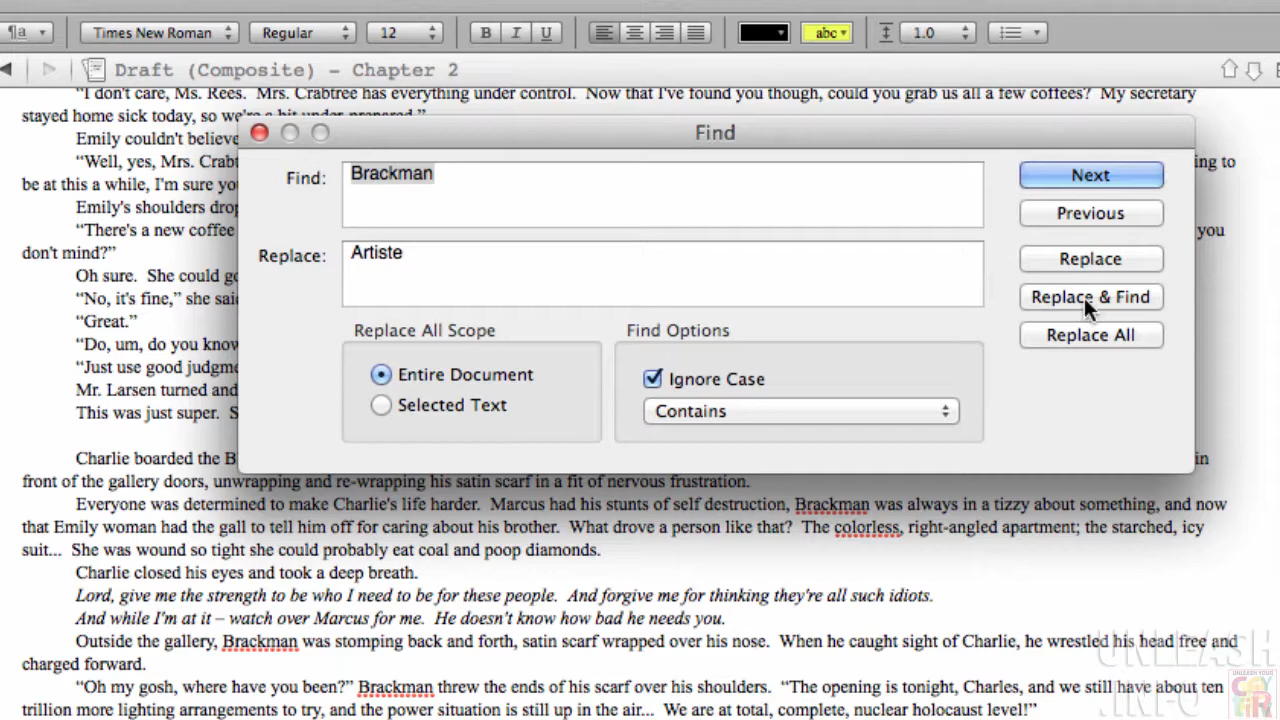 ¶a Times New Roman Regular 12 B I U abc 1.0
Draft (Composite) – Chapter 2
“I don't care, Ms. Rees. Mrs. Crabtree has everything under control. Now that I've found you though, could you grab us all a few coffees? My secretary
stayed home sick today, so we're a bit under-prepared.”
Find
Emily couldn't believe
“Well, yes, Mrs. Crabt
ing to
be at this a while, I'm sure yo
Emily's shoulders drop
“There's a new coffee
you
don't mind?”
Oh sure. She could go
“No, it's fine,” she said
“Great.”
“Do, um, do you know
“Just use good judgme
Mr. Larsen turned and
This was just super. S
Find: Brackman
Replace: Artiste
Next
Previous
Replace
Replace & Find
Replace All
Replace All Scope
Entire Document
Selected Text
Find Options
Ignore Case
Contains
Charlie boarded the B
in
front of the gallery doors, unwrapping and re-wrapping his satin scarf in a fit of nervous frustration.
Everyone was determined to make Charlie's life harder. Marcus had his stunts of self destruction, Brackman was always in a tizzy about something, and now
that Emily woman had the gall to tell him off for caring about his brother. What drove a person like that? The colorless, right-angled apartment; the starched, icy
suit... She was wound so tight she could probably eat coal and poop diamonds.
Charlie closed his eyes and took a deep breath.
Lord, give me the strength to be who I need to be for these people. And forgive me for thinking they're all such idiots.
And while I'm at it – watch over Marcus for me. He doesn't know how bad he needs you.
Outside the gallery, Brackman was stomping back and forth, satin scarf wrapped over his nose. When he caught sight of Charlie, he wrestled his head free and
charged forward.
“Oh my gosh, where have you been?” Brackman threw the ends of his scarf over his shoulders. “The opening is tonight, Charles, and we still have about ten
trillion more lighting arrangements to try, and the power situation is still up in the air... We are at total, complete, nuclear holocaust level!”
UNLEASH
.INFO